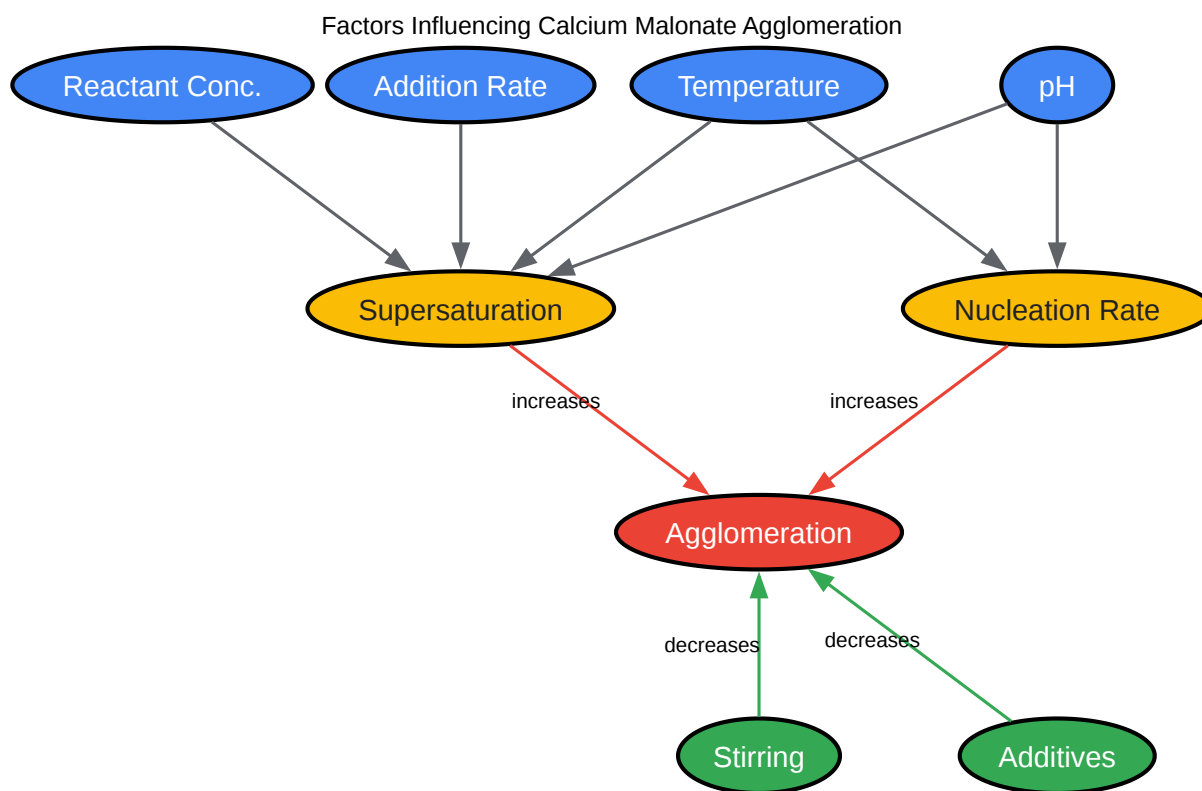 Factors Influencing Calcium Malonate Agglomeration
Reactant Conc.
Addition Rate
Temperature
pH
Supersaturation
Nucleation Rate
increases
increases
Agglomeration
decreases
decreases
Stirring
Additives